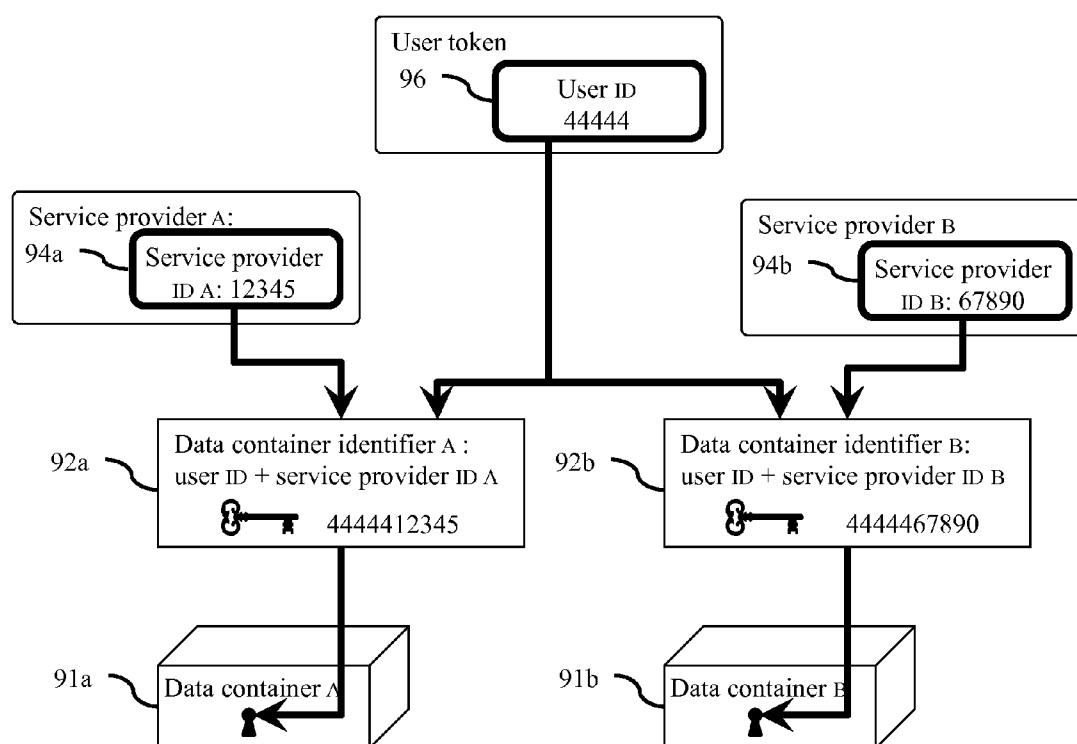 User token
96
User ID
44444
Service provider A:
94a
Service provider
ID A: 12345
Service provider B
94b
Service provider
ID B: 67890
92a
Data container identifier A :
user ID + service provider ID A
4444412345
92b
Data container identifier B:
user ID + service provider ID B
4444467890
91a
Data container A
91b
Data container B